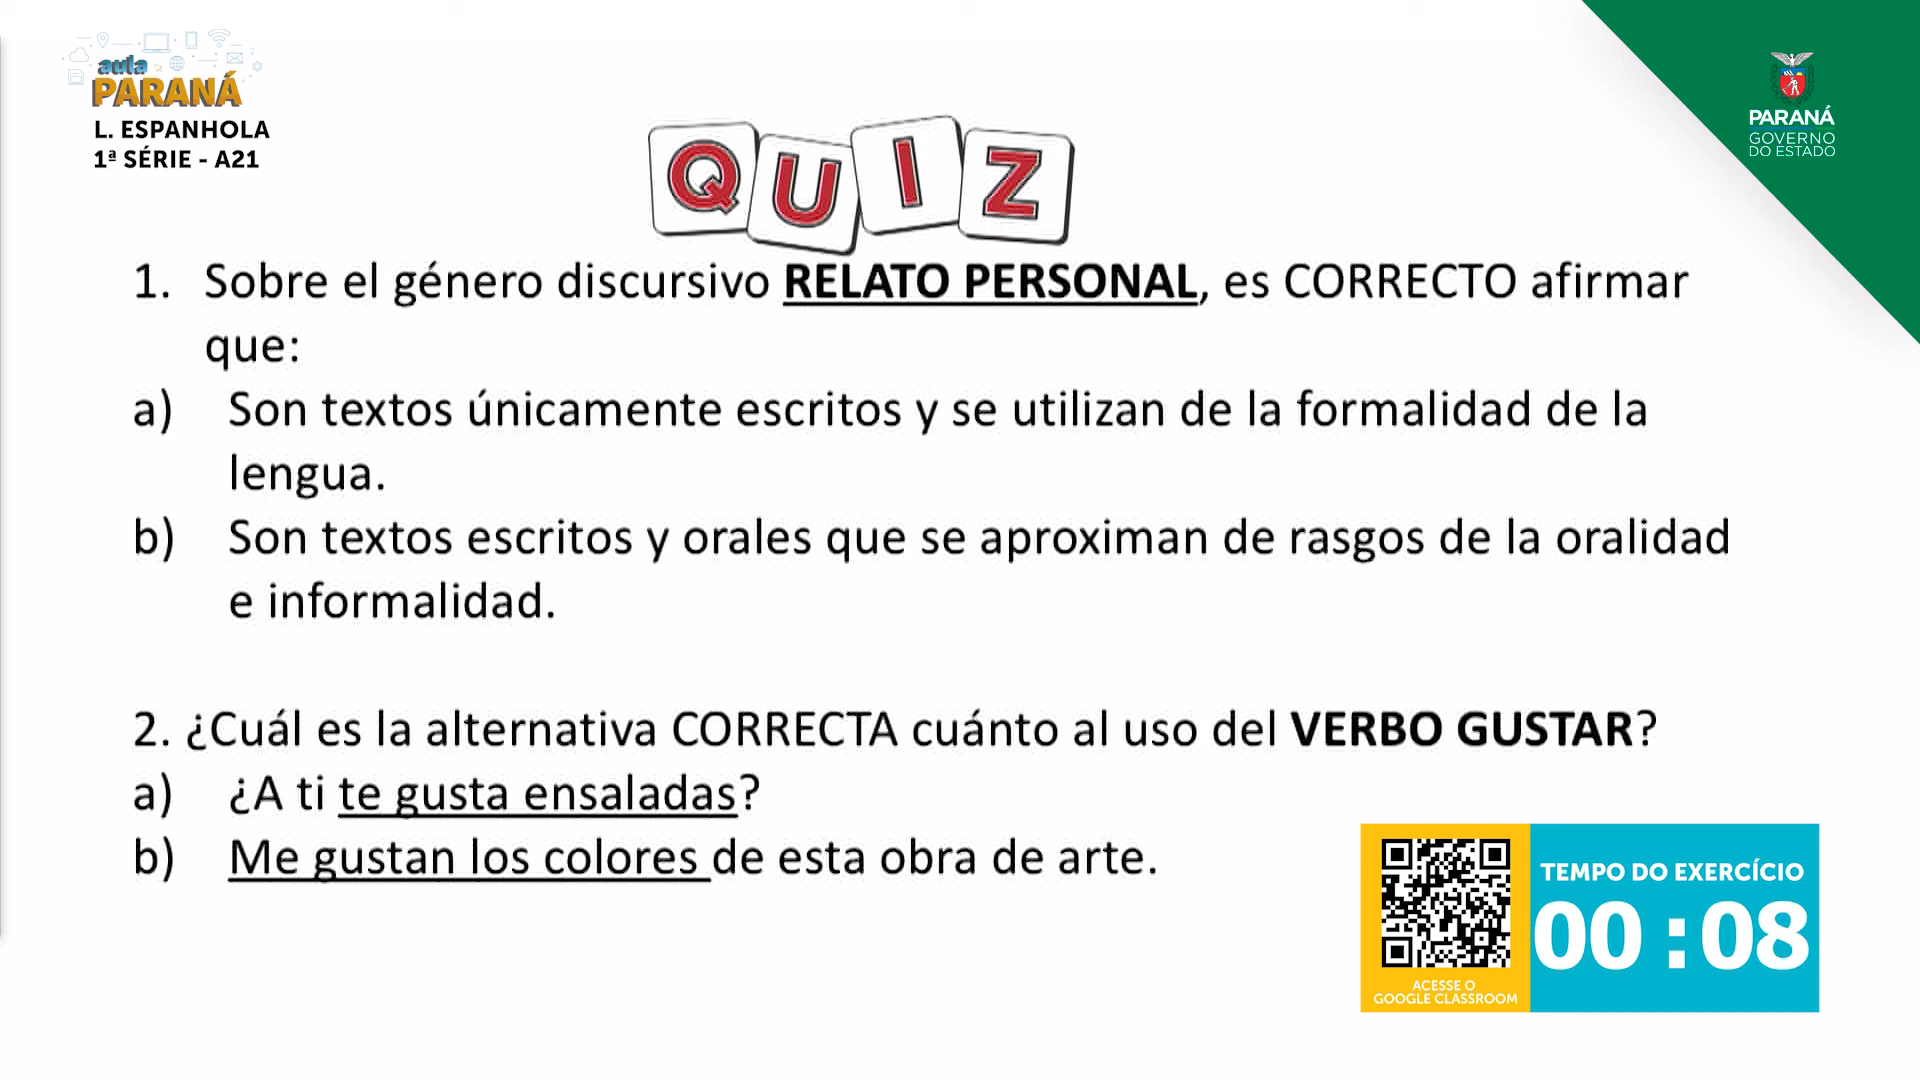 aula
PARANÁ
L. ESPANHOLA
1ª SÉRIE - A21
PARANÁ
GOVERNO
DO ESTADO
QUIZ
1. Sobre el género discursivo RELATO PERSONAL, es CORRECTO afirmar
que:
a) Son textos únicamente escritos y se utilizan de la formalidad de la
lengua.
b) Son textos escritos y orales que se aproximan de rasgos de la oralidad
e informalidad.
2. ¿Cuál es la alternativa CORRECTA cuánto al uso del VERBO GUSTAR?
a) ¿A ti te gusta ensaladas?
b) Me gustan los colores de esta obra de arte.
TEMPO DO EXERCÍCIO
00:08
ACESSE O
GOOGLE CLASSROOM